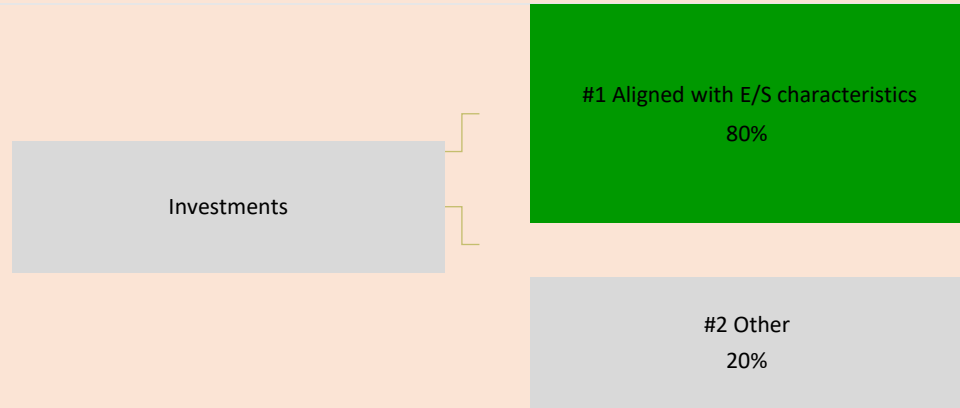 #1 Aligned with E/S characteristics
80%
Investments
#2 Other
20%